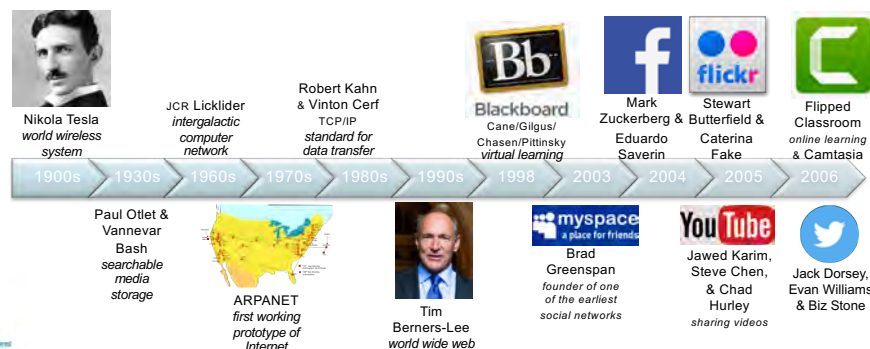 Nikola Tesla
world wireless
system
JCR Licklider
intergalactic
computer
network
Robert Kahn
& Vinton Cerf
TCP/IP
standard for
data transfer
Bb
Blackboard
Cane/Gilgus/
Chasen/Pittinsky
virtual learning
f
Mark
Zuckerberg &
Eduardo
Saverin
flickr
Stewart
Butterfield &
Caterina
Fake
C
Flipped
Classroom
online learning
& Camtasia
1900s
1930s
1960s
1970s
1980s
1990s
1998
2003
2004
2005
2006
Paul Otlet &
Vannevar
Bash
searchable
media
storage
ARPANET
first working
prototype of
Internet
Tim
Berners-Lee
world wide web
myspace
a place for friends
Brad
Greenspan
founder of one
of the earliest
social networks
YouTube
Jawed Karim,
Steve Chen,
& Chad
Hurley
sharing videos
Jack Dorsey,
Evan Williams
& Biz Stone